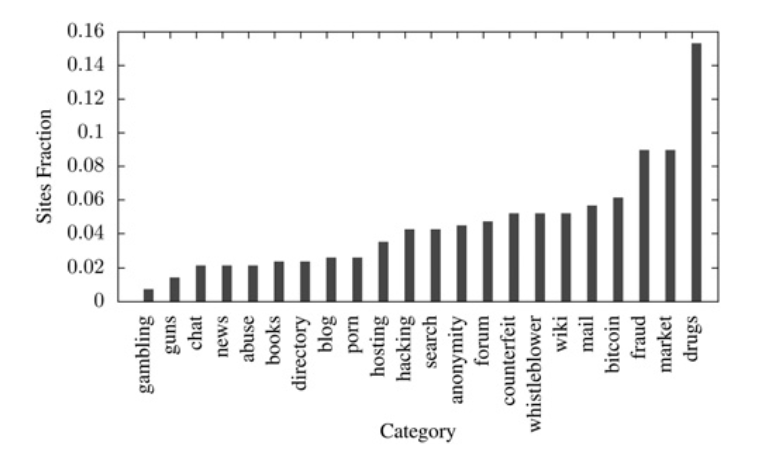 0.16
0.14
0.12
0.1
0.08
0.06
0.04
0.02
0
Sites Fraction
gambling
guns
chat
news
abuse
books
directory
blog
porn
hosting
hacking
search
anonymity
forum
counterfeit
whistleblower
wiki
mail
bitcoin
fraud
market
drugs
Category